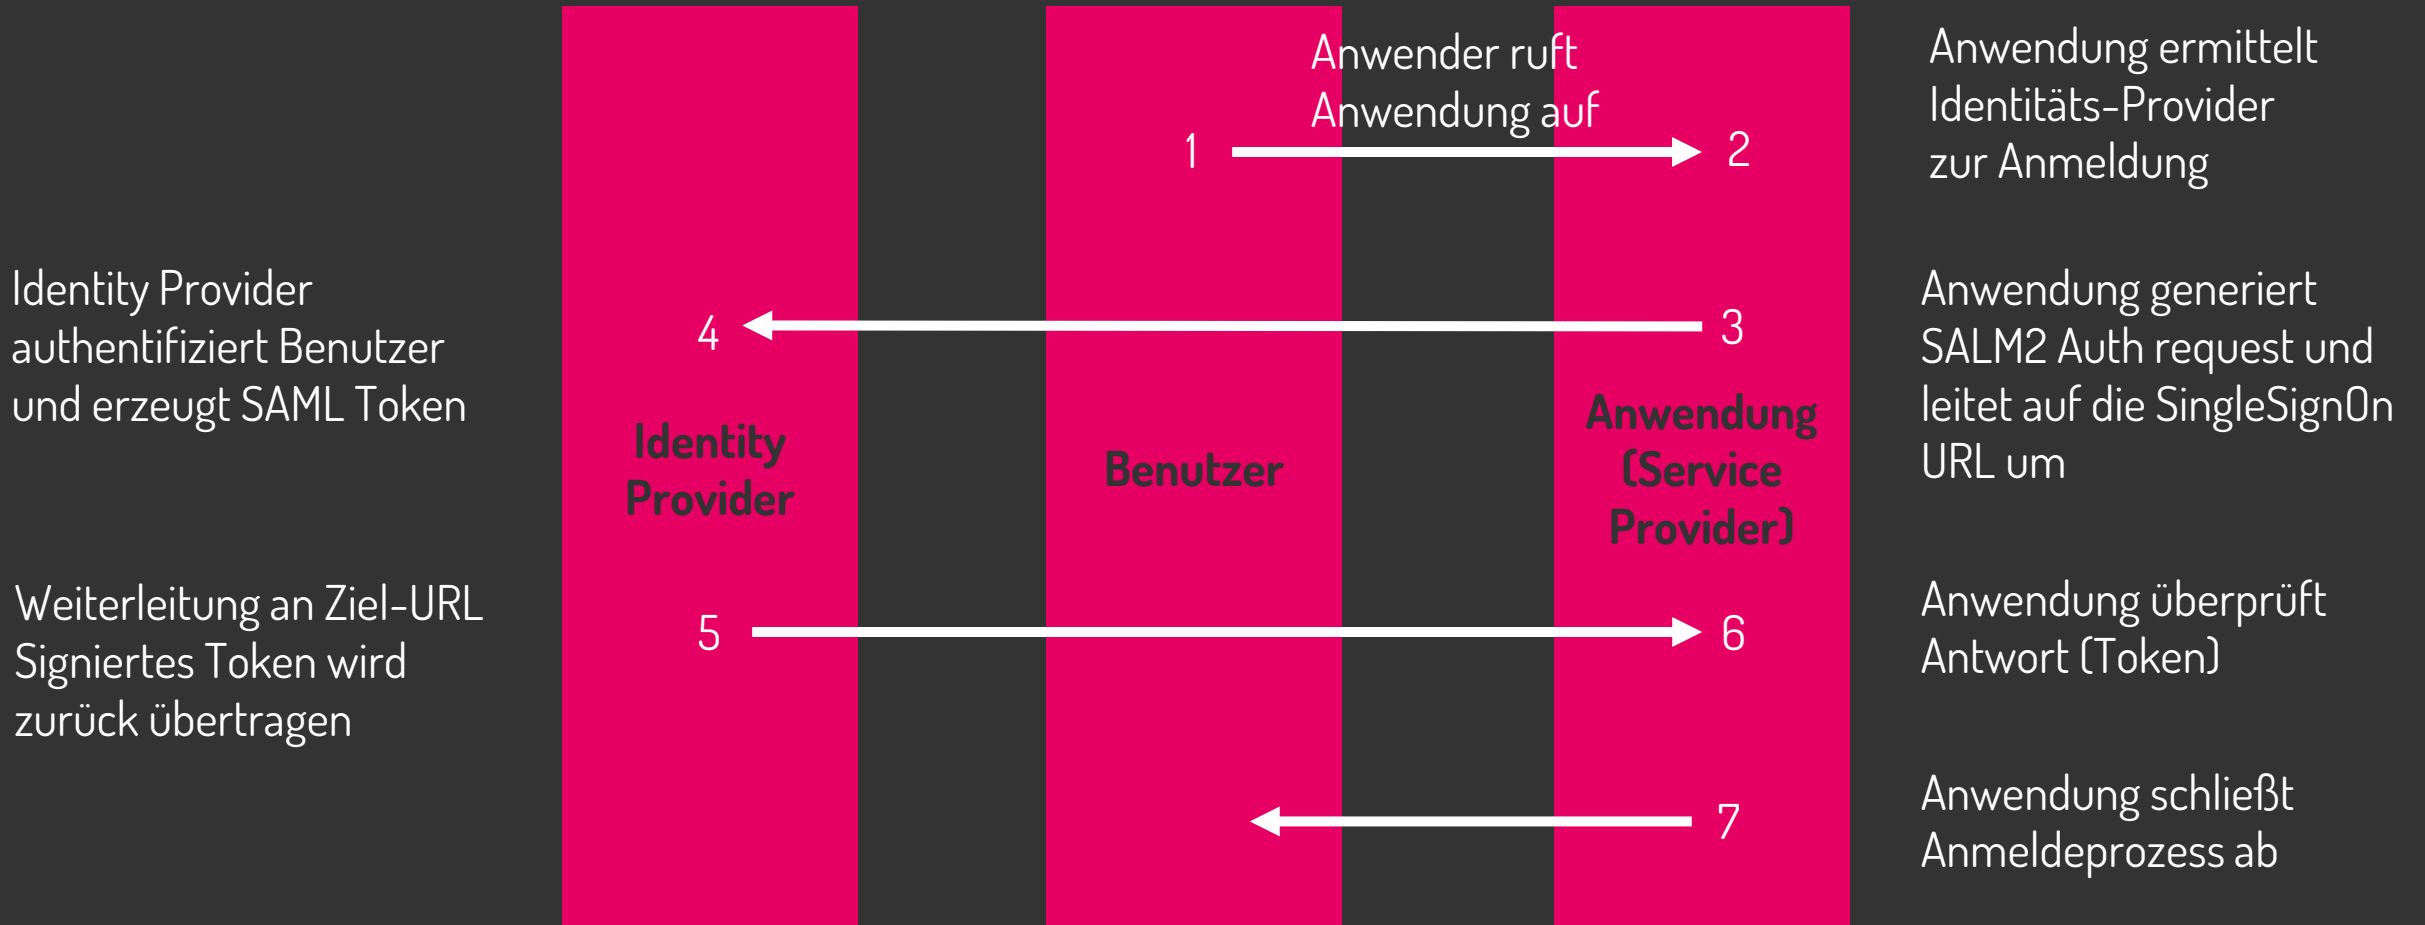 Anwender ruft
Anwendung auf
1
2
Anwendung ermittelt
Identitäts-Provider
zur Anmeldung
Identity Provider
authentifiziert Benutzer
und erzeugt SAML Token
4
3
Anwendung generiert
SALM2 Auth request und
leitet auf die SingleSignOn
URL um
Identity
Provider
Benutzer
Anwendung
(Service
Provider)
Weiterleitung an Ziel-URL
Signiertes Token wird
zurück übertragen
5
6
Anwendung überprüft
Antwort (Token)
7
Anwendung schließt
Anmeldeprozess ab